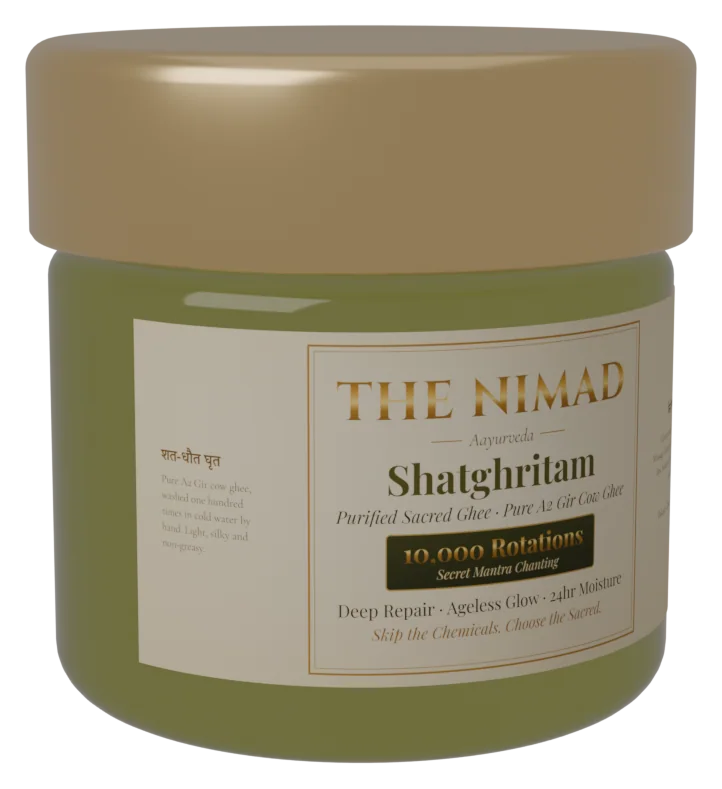 शत-धौत घृत
Pure A2 Gir cow ghee,
washed one hundred
times in cold water by
hand. Light, silky and
non-greasy.
THE NIMAD
Aayurveda
Shatghritam
Purified Sacred Ghee · Pure A2 Gir Cow Ghee
10.000 Rotations
Secret Mantra Chanting
Deep Repair · Ageless Glow · 24hr Moisture
Skip the Chemicals. Choose the Sacred.